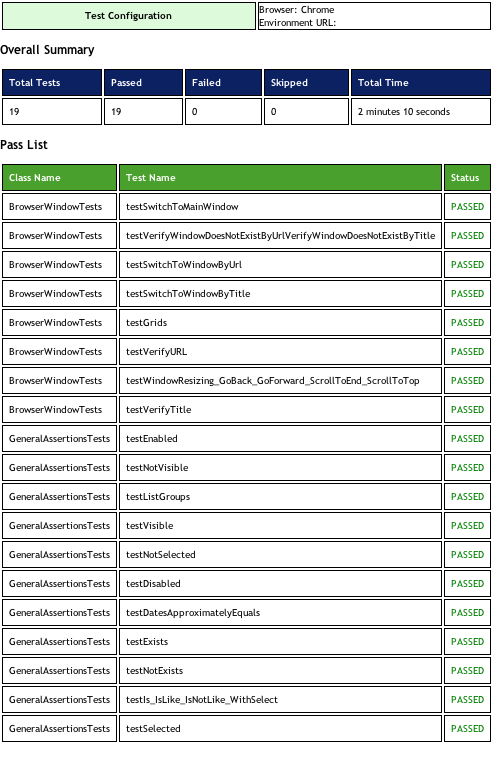 Test Configuration
Browser: Chrome
Environment URL:
Overall Summary
Total Tests Passed Failed Skipped Total Time
19 19 0 0 2 minutes 10 seconds
Pass List
Class Name Test Name Status
BrowserWindowTests testSwitchToMainWindow PASSED
BrowserWindowTests testVerifyWindowDoesNotExistByUrlVerifyWindowDoesNotExistByTitle PASSED
BrowserWindowTests testSwitchToWindowByUrl PASSED
BrowserWindowTests testSwitchToWindowByTitle PASSED
BrowserWindowTests testGrids PASSED
BrowserWindowTests testVerifyURL PASSED
BrowserWindowTests testWindowResizing_GoBack_GoForward_ScrollToEnd_ScrollToTop PASSED
BrowserWindowTests testVerifyTitle PASSED
GeneralAssertionsTests testEnabled PASSED
GeneralAssertionsTests testNotVisible PASSED
GeneralAssertionsTests testListGroups PASSED
GeneralAssertionsTests testVisible PASSED
GeneralAssertionsTests testNotSelected PASSED
GeneralAssertionsTests testDisabled PASSED
GeneralAssertionsTests testDatesApproximatelyEquals PASSED
GeneralAssertionsTests testExists PASSED
GeneralAssertionsTests testNotExists PASSED
GeneralAssertionsTests testIs_IsLike_IsNotLike_WithSelect PASSED
GeneralAssertionsTests testSelected PASSED